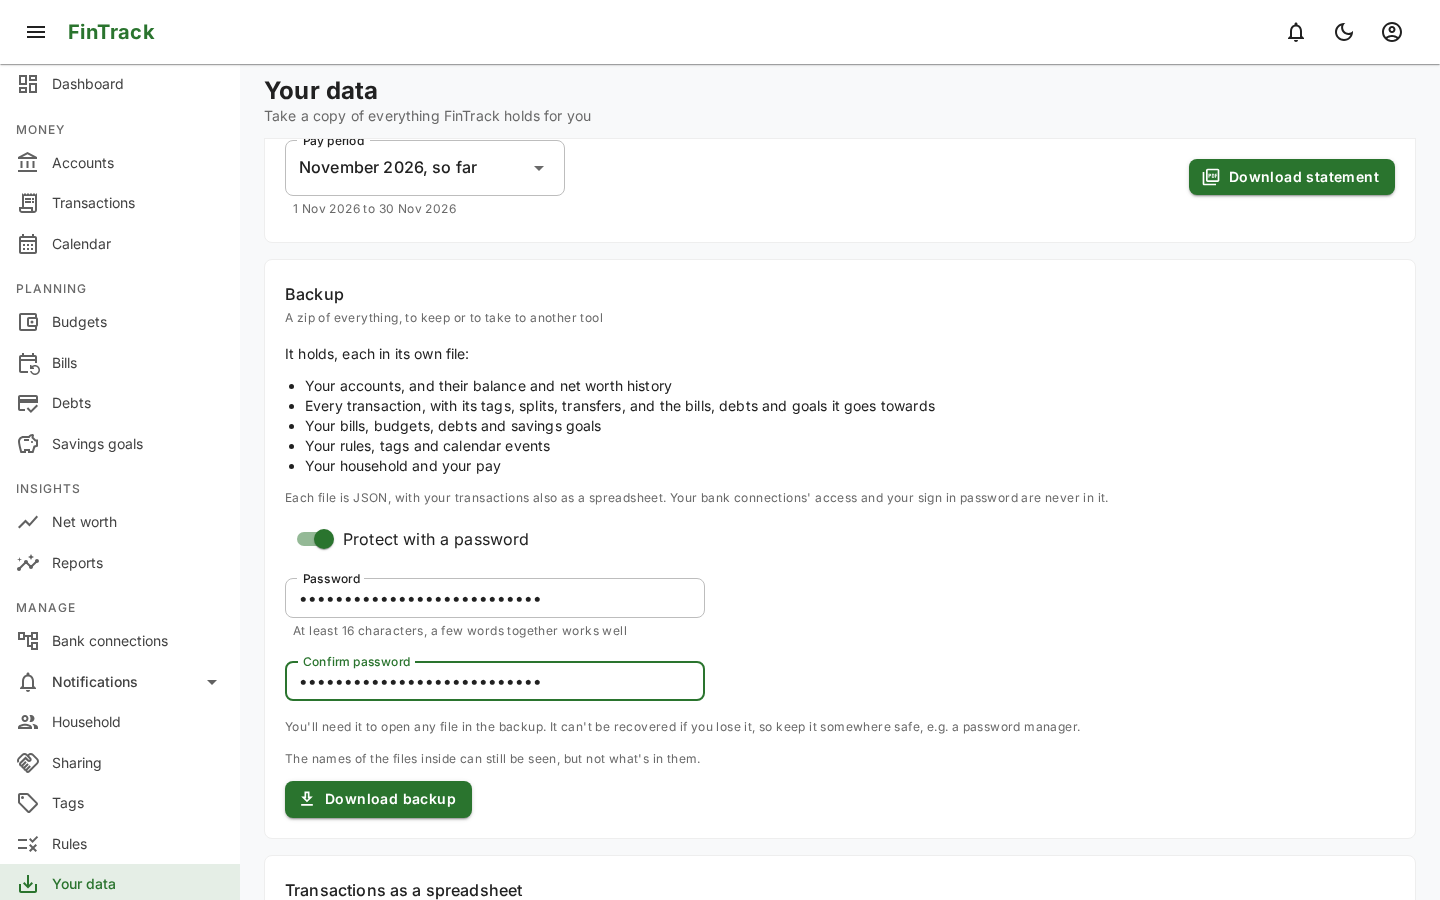 FinTrack
Dashboard
MONEY
Accounts
Transactions
Calendar
PLANNING
Budgets
Bills
Debts
Savings goals
INSIGHTS
Net worth
Reports
MANAGE
Bank connections
Notifications
Household
Sharing
Tags
Rules
Your data
Your data
Take a copy of everything FinTrack holds for you
Pay period
November 2026, so far
1 Nov 2026 to 30 Nov 2026
Download statement
Backup
A zip of everything, to keep or to take to another tool
It holds, each in its own file:
• Your accounts, and their balance and net worth history
• Every transaction, with its tags, splits, transfers, and the bills, debts and goals it goes towards
• Your bills, budgets, debts and savings goals
• Your rules, tags and calendar events
• Your household and your pay
Each file is JSON, with your transactions also as a spreadsheet. Your bank connections' access and your sign in password are never in it.
Protect with a password
Password
•••••••••••••••••••••••••••
At least 16 characters, a few words together works well
Confirm password
•••••••••••••••••••••••••••
You'll need it to open any file in the backup. It can't be recovered if you lose it, so keep it somewhere safe, e.g. a password manager.
The names of the files inside can still be seen, but not what's in them.
Download backup
Transactions as a spreadsheet